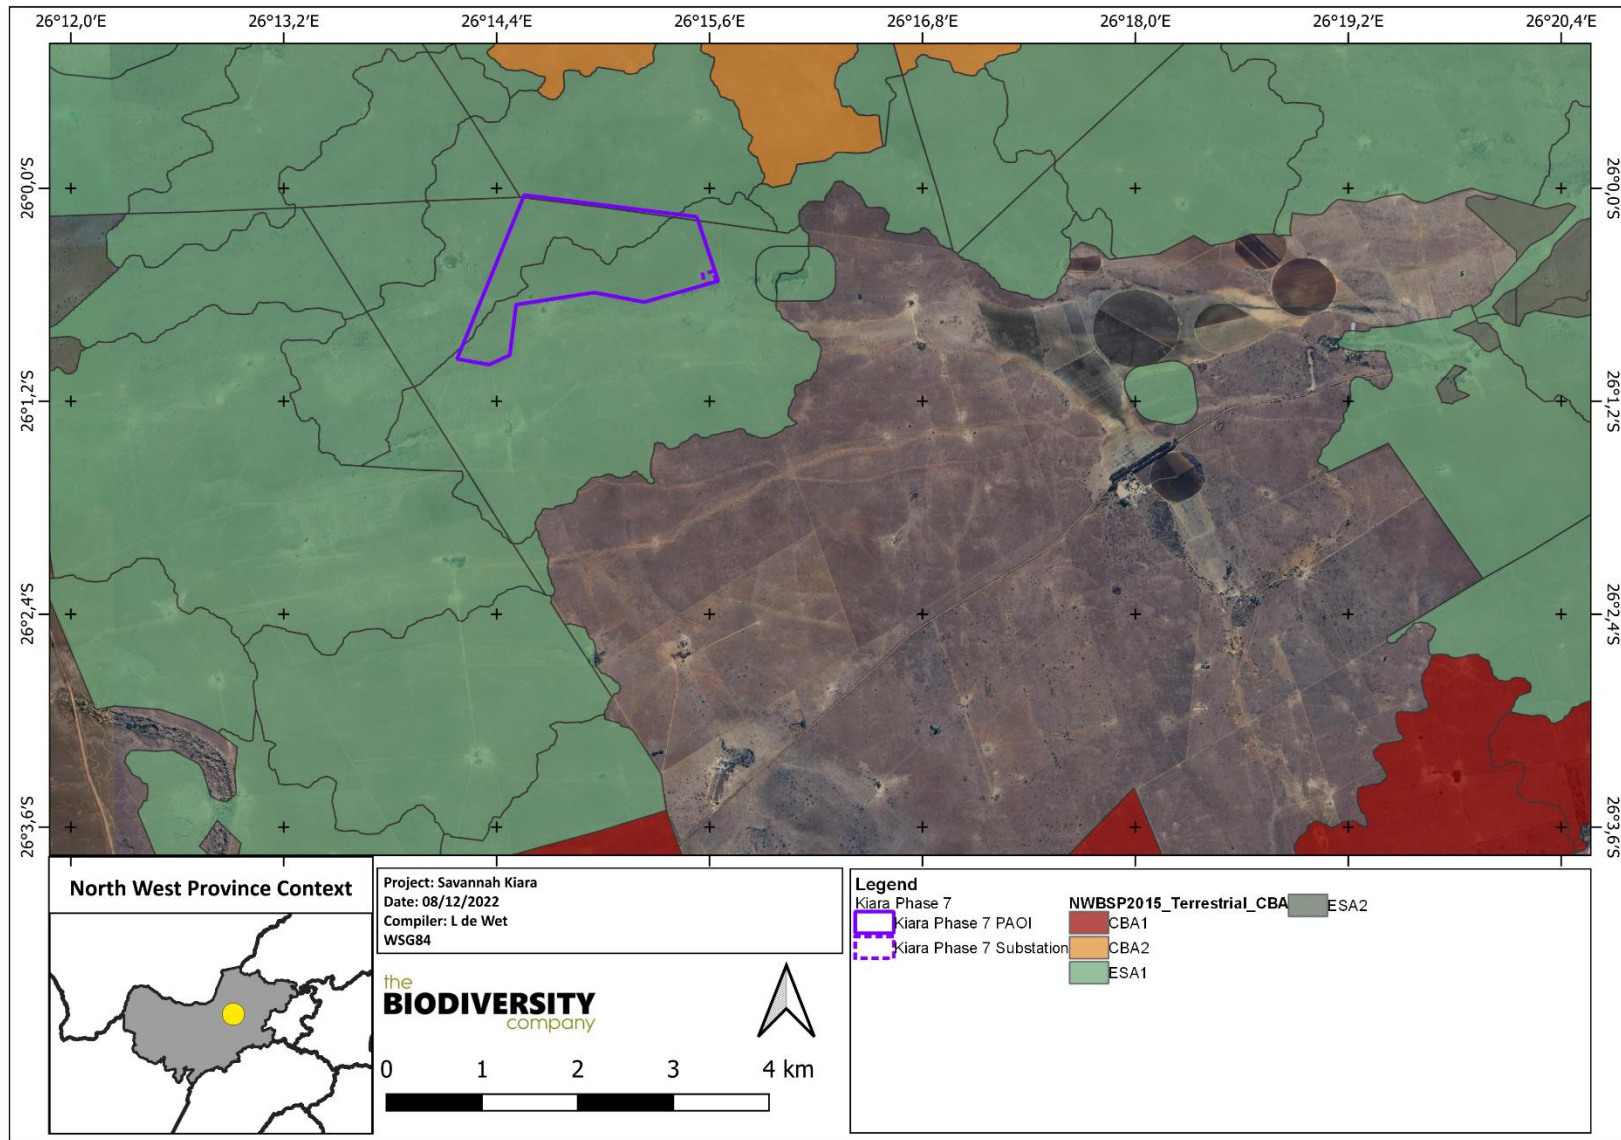 26°12,0'E 26°13,2'E 26°14,4'E 26°15,6'E 26°16,8'E 26°18,0'E 26°19,2'E 26°20,4'E
26°0,0'S 26°0,0'S
26°1,2'S 26°1,2'S
26°2,4'S 26°2,4'S
26°3,6'S 26°3,6'S
North West Province Context
Project: Savannah Kiara
Date: 08/12/2022
Compiler: L de Wet
WSG84
the
BIODIVERSITY
company
0 1 2 3 4 km
Legend
Kiara Phase 7
Kiara Phase 7 PAOI
Kiara Phase 7 Substation
NWBSP2015_Terrestrial_CBA
CBA1
CBA2
ESA1
ESA2